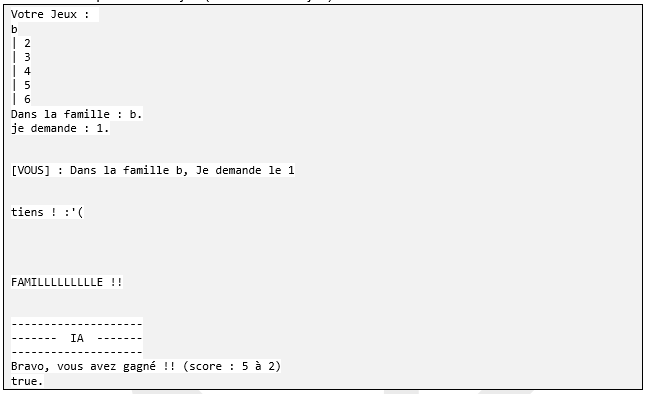 Votre Jeux :
b
| 2
| 3
| 4
| 5
| 6
Dans la famille : b.
je demande : 1.
[VOUS] : Dans la famille b, Je demande le 1
tiens ! :'(
FAMILLLLLLLLLE !!
--------------------
-------  IA  -------
--------------------
Bravo, vous avez gagné !! (score : 5 à 2)
true.